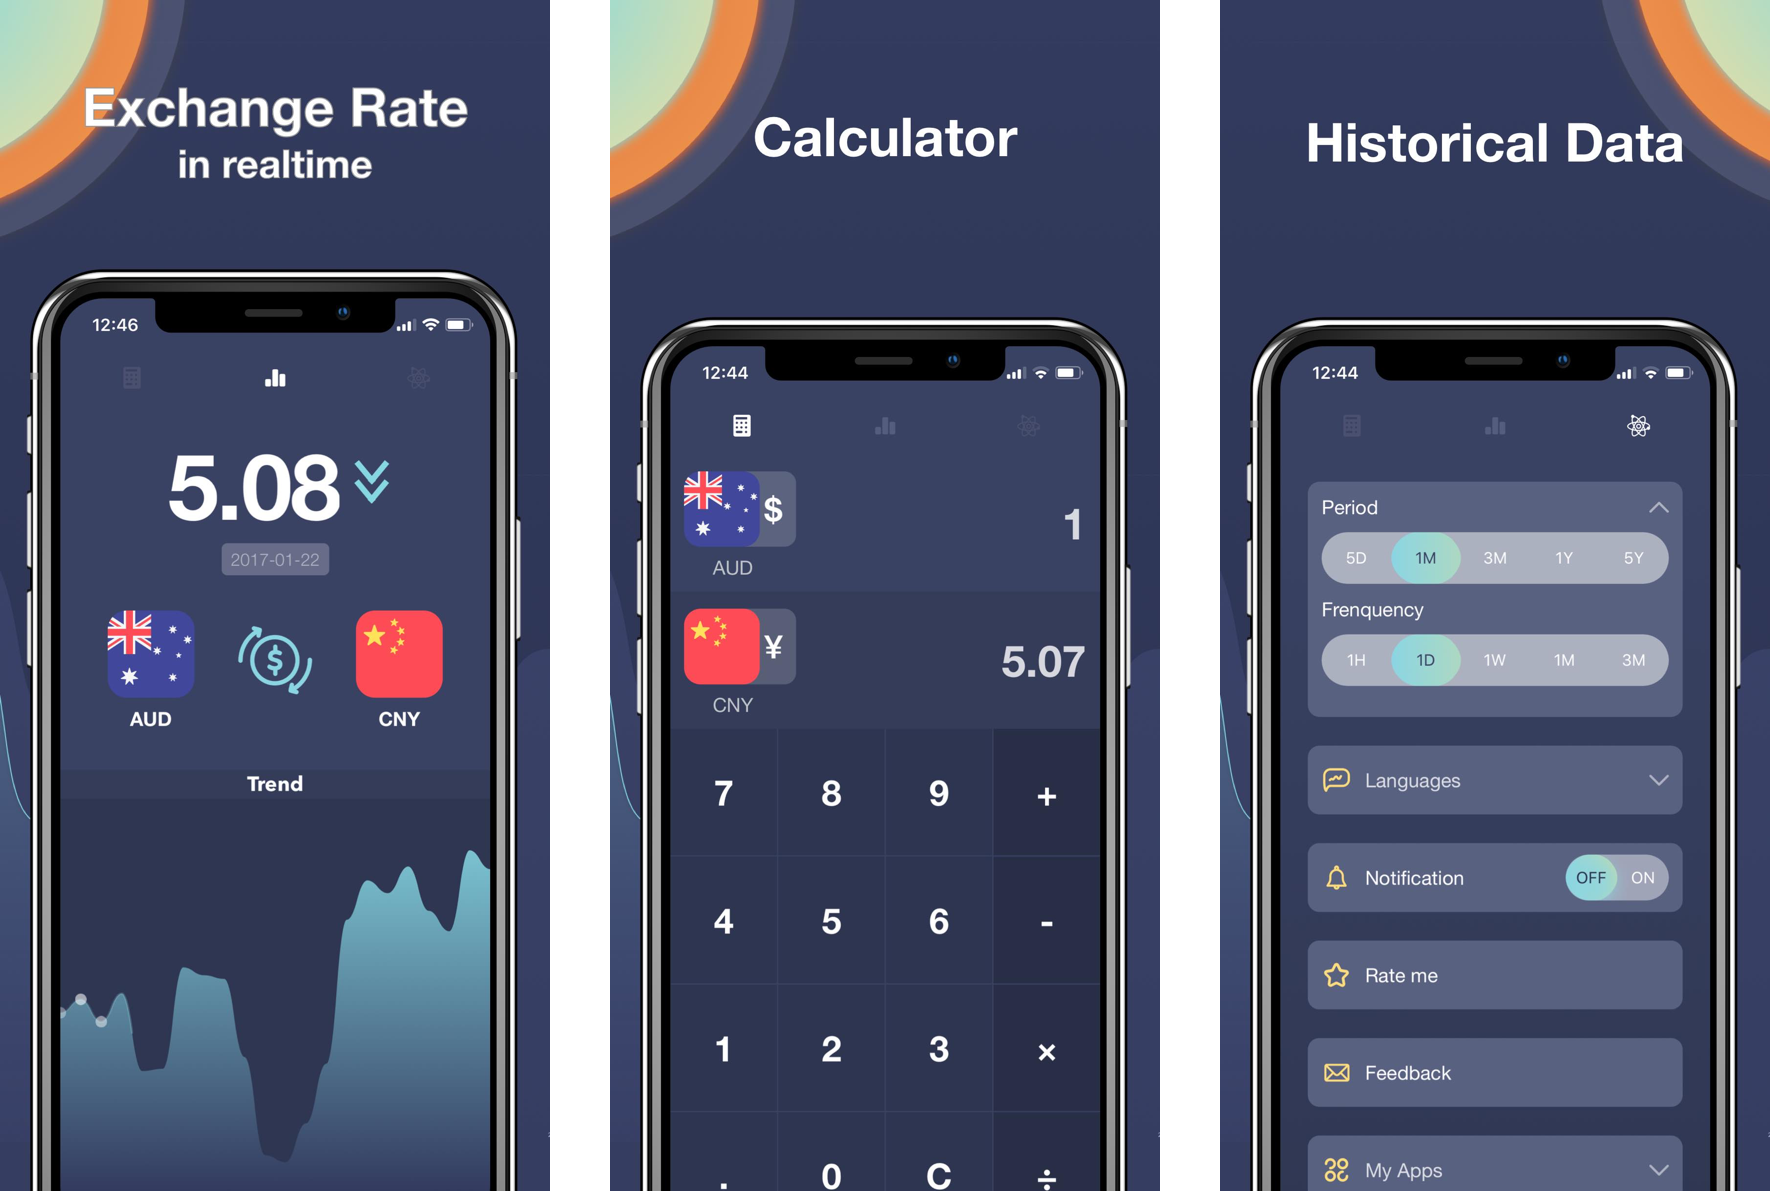 Exchange Rate
in realtime
12:46
5.08
2017-01-22
$
AUD
CNY
Trend
Calculator
12:44
$
1
AUD
¥
5.07
CNY
7 8 9 +
4 5 6 -
1 2 3 ×
. 0 C ÷
Historical Data
12:44
Period
5D 1M 3M 1Y 5Y
Frenquency
1H 1D 1W 1M 3M
Languages
Notification OFF ON
Rate me
Feedback
My Apps